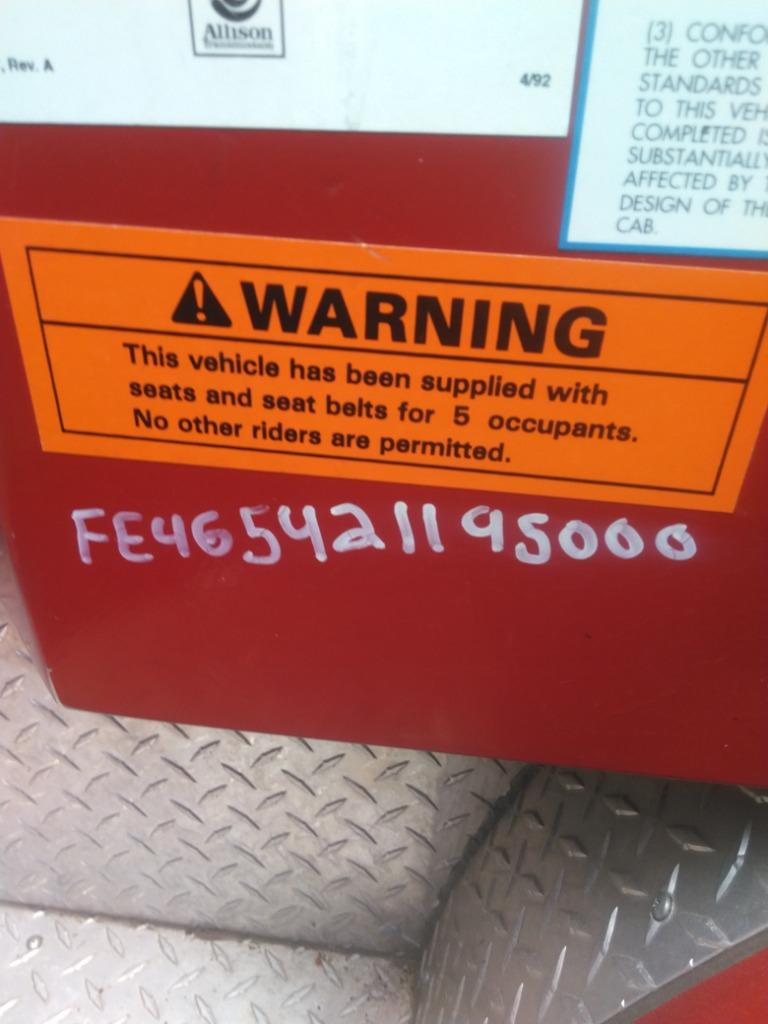 Allison
Transmission
, Rev. A
4/92
(3) CONFO
THE OTHER
STANDARDS
TO THIS VEH
COMPLETED IS
SUBSTANTIALLY
AFFECTED BY T
DESIGN OF TH
CAB.
WARNING
This vehicle has been supplied with
seats and seat belts for 5 occupants.
No other riders are permitted.
FE46542119S000